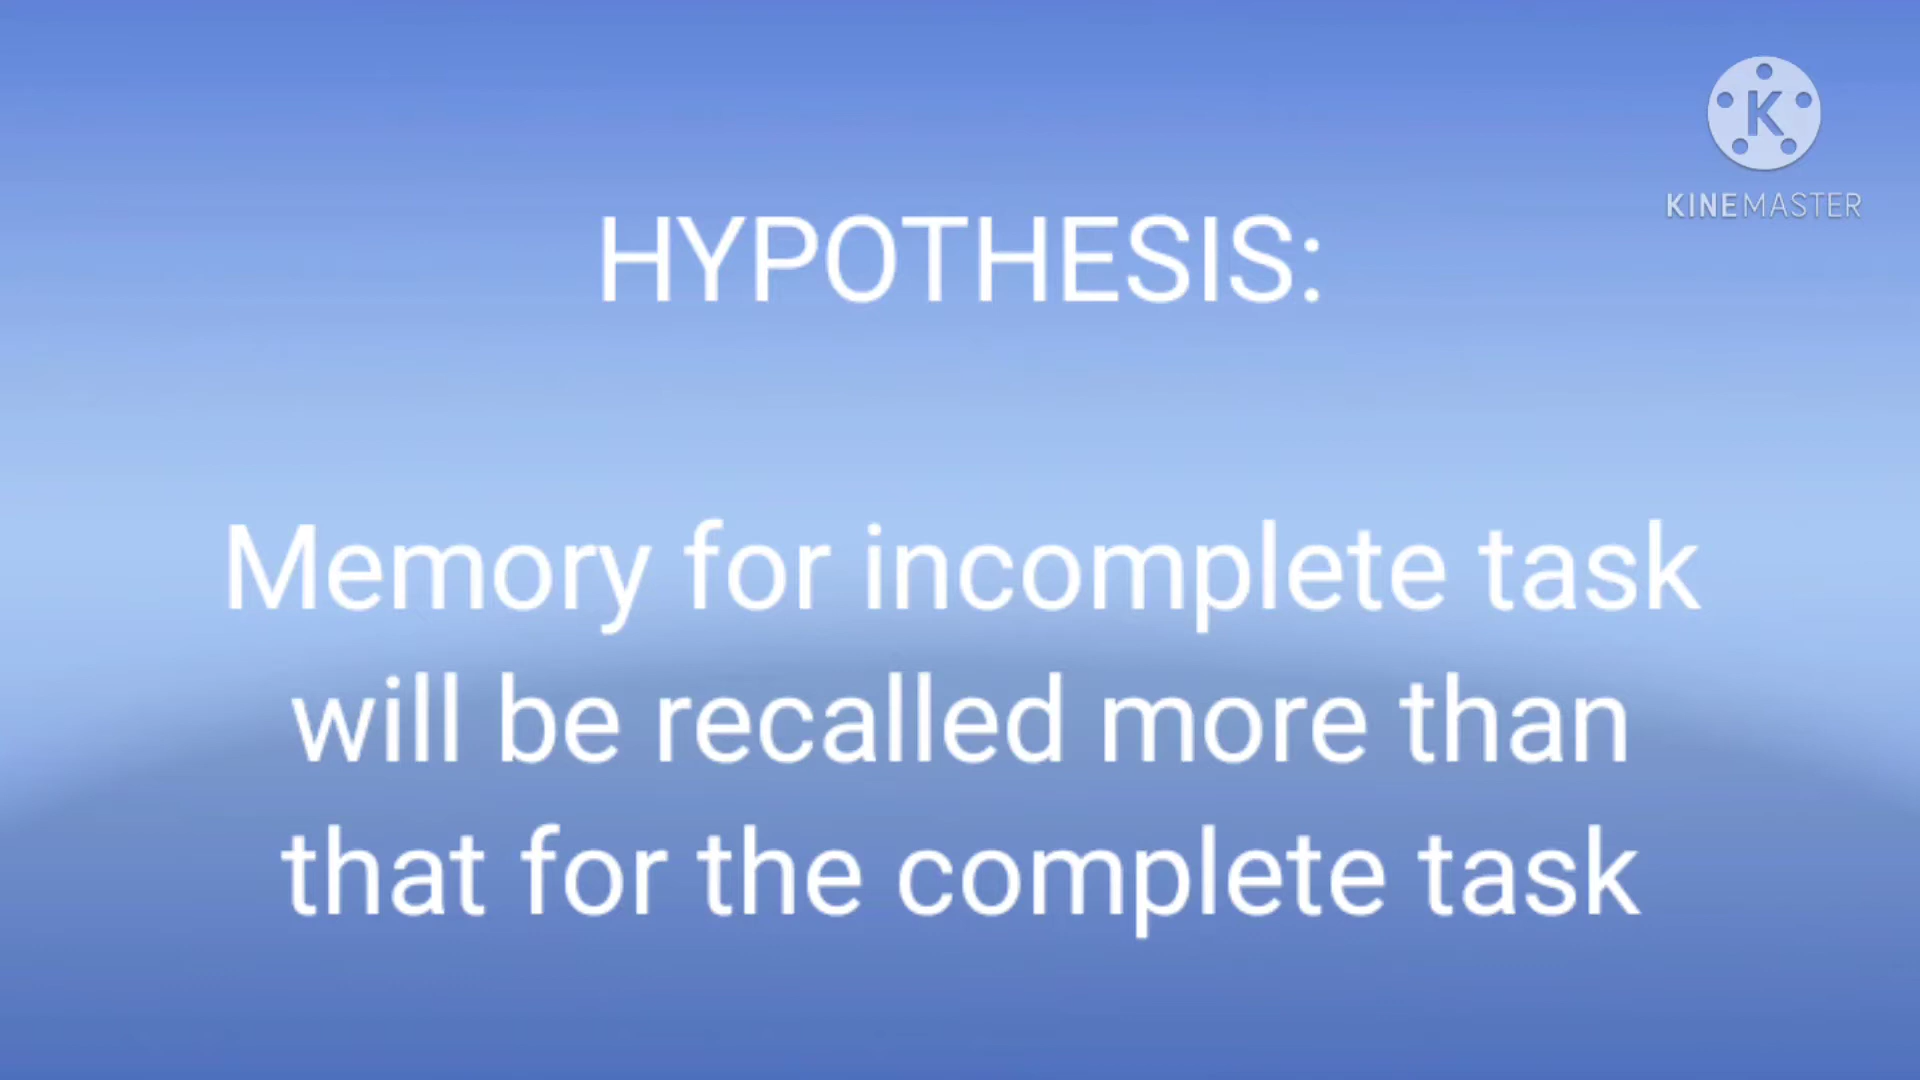 K
KINEMASTER
HYPOTHESIS:
Memory for incomplete task
will be recalled more than
that for the complete task